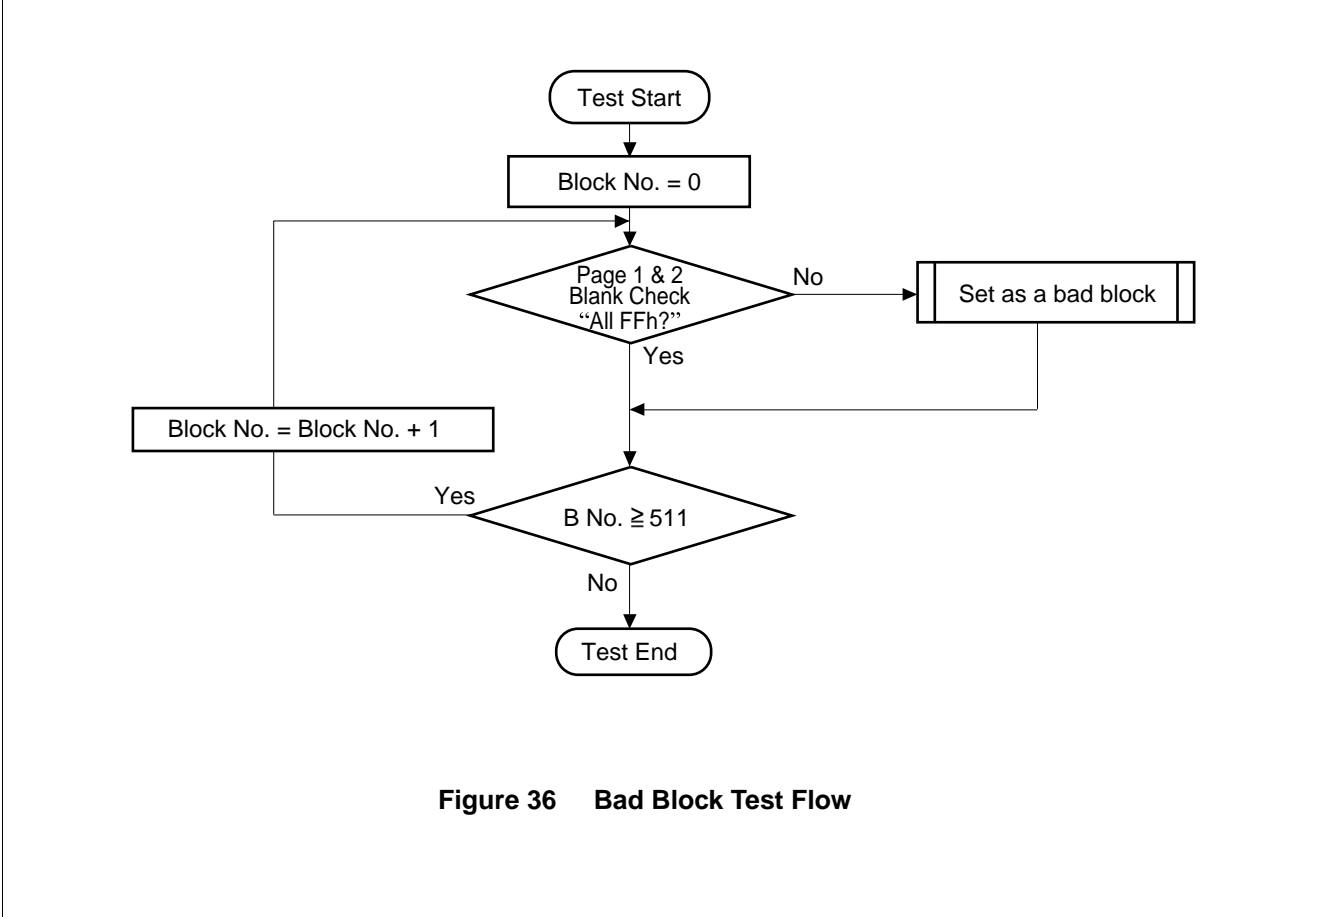 Test Start
Block No. = 0
Page 1 & 2
Blank Check
“All FFh?”
No
Set as a bad block
Yes
Block No. = Block No. + 1
Yes
B No. ≧ 511
No
Test End
Figure 36 Bad Block Test Flow